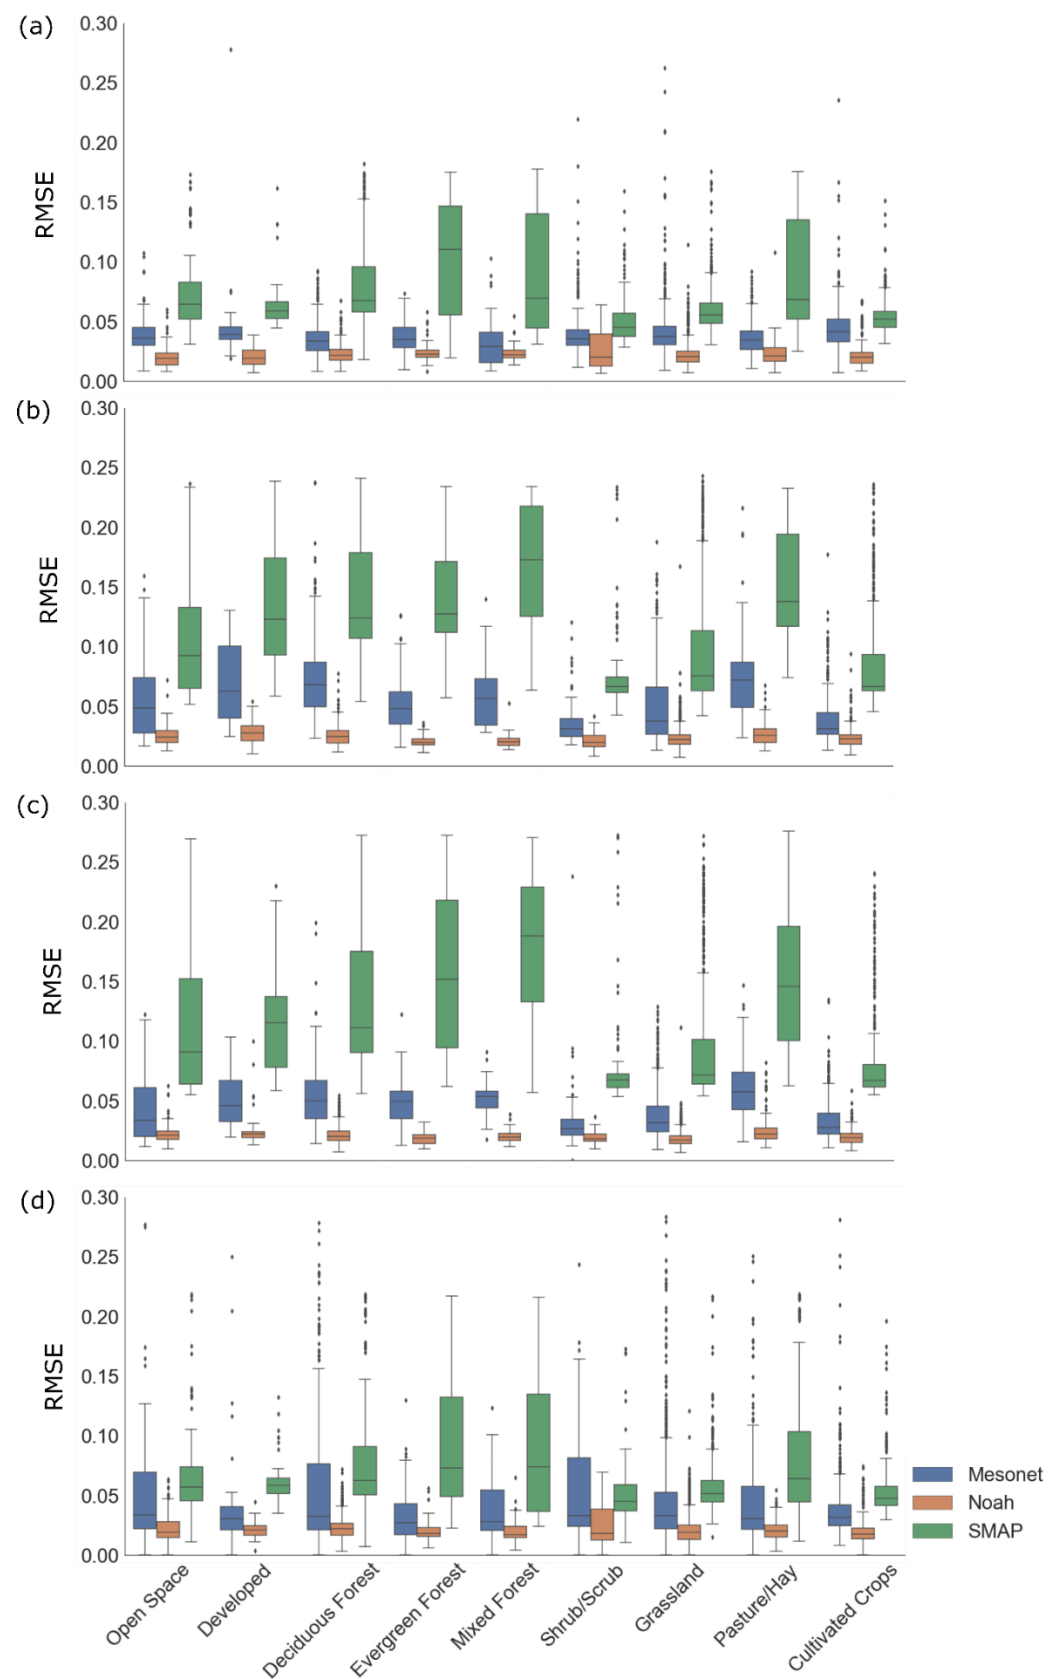 (a)
0.30
0.25
0.20
0.15
0.10
0.05
0.00
RMSE
(b)
0.30
0.25
0.20
0.15
0.10
0.05
0.00
RMSE
(c)
0.30
0.25
0.20
0.15
0.10
0.05
0.00
RMSE
(d)
0.30
0.25
0.20
0.15
0.10
0.05
0.00
RMSE
Mesonet
Noah
SMAP
Open Space
Developed
Deciduous Forest
Evergreen Forest
Mixed Forest
Shrub/Scrub
Grassland
Pasture/Hay
Cultivated Crops